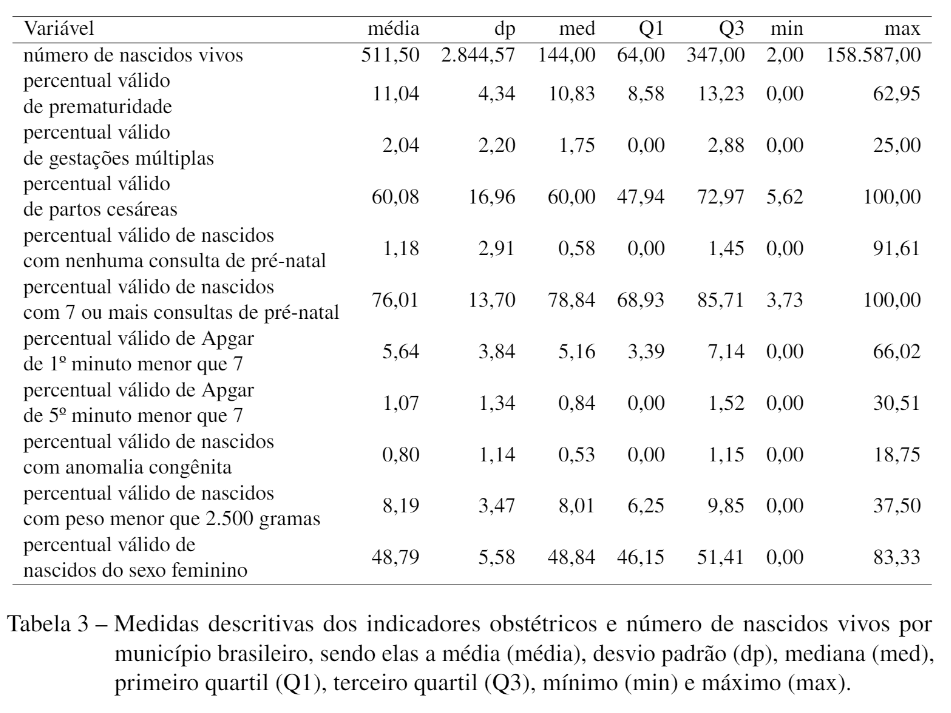 Variável média dp med Q1 Q3 min max
número de nascidos vivos 511,50 2.844,57 144,00 64,00 347,00 2,00 158.587,00
percentual válido
de prematuridade 11,04 4,34 10,83 8,58 13,23 0,00 62,95
percentual válido
de gestações múltiplas 2,04 2,20 1,75 0,00 2,88 0,00 25,00
percentual válido
de partos cesáreas 60,08 16,96 60,00 47,94 72,97 5,62 100,00
percentual válido de nascidos
com nenhuma consulta de pré-natal 1,18 2,91 0,58 0,00 1,45 0,00 91,61
percentual válido de nascidos
com 7 ou mais consultas de pré-natal 76,01 13,70 78,84 68,93 85,71 3,73 100,00
percentual válido de Apgar
de 1º minuto menor que 7 5,64 3,84 5,16 3,39 7,14 0,00 66,02
percentual válido de Apgar
de 5º minuto menor que 7 1,07 1,34 0,84 0,00 1,52 0,00 30,51
percentual válido de nascidos
com anomalia congênita 0,80 1,14 0,53 0,00 1,15 0,00 18,75
percentual válido de nascidos
com peso menor que 2.500 gramas 8,19 3,47 8,01 6,25 9,85 0,00 37,50
percentual válido de
nascidos do sexo feminino 48,79 5,58 48,84 46,15 51,41 0,00 83,33
Tabela 3 – Medidas descritivas dos indicadores obstétricos e número de nascidos vivos por
município brasileiro, sendo elas a média (média), desvio padrão (dp), mediana (med),
primeiro quartil (Q1), terceiro quartil (Q3), mínimo (min) e máximo (max).